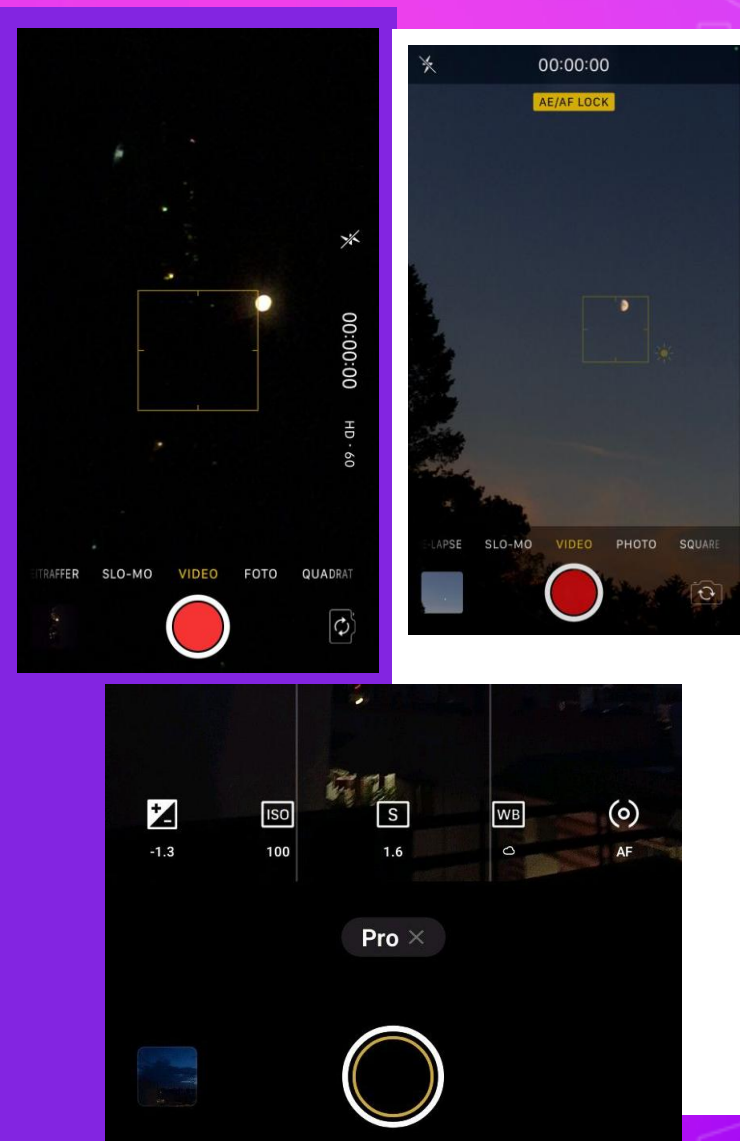 00:00:00
HD · 60
SLO-MO VIDEO FOTO QUADRAT
00:00:00
AE/AF LOCK
-LAPSE SLO-MO VIDEO PHOTO SQUARE
ISO S WB
-1.3 100 1.6 AF
Pro